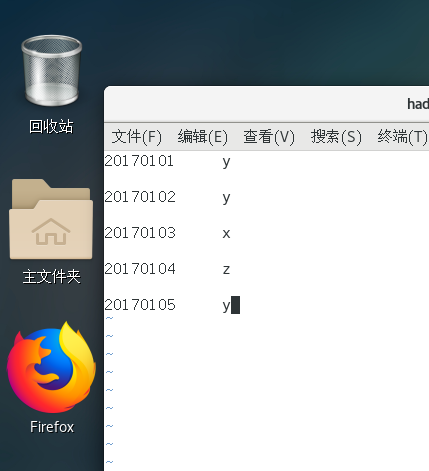 回收站
主文件夹
Firefox
had
文件(F) 编辑(E) 查看(V) 搜索(S) 终端(T)
20170101 y
20170102 y
20170103 x
20170104 z
20170105 y
~
~
~
~
~
~
~
~
~